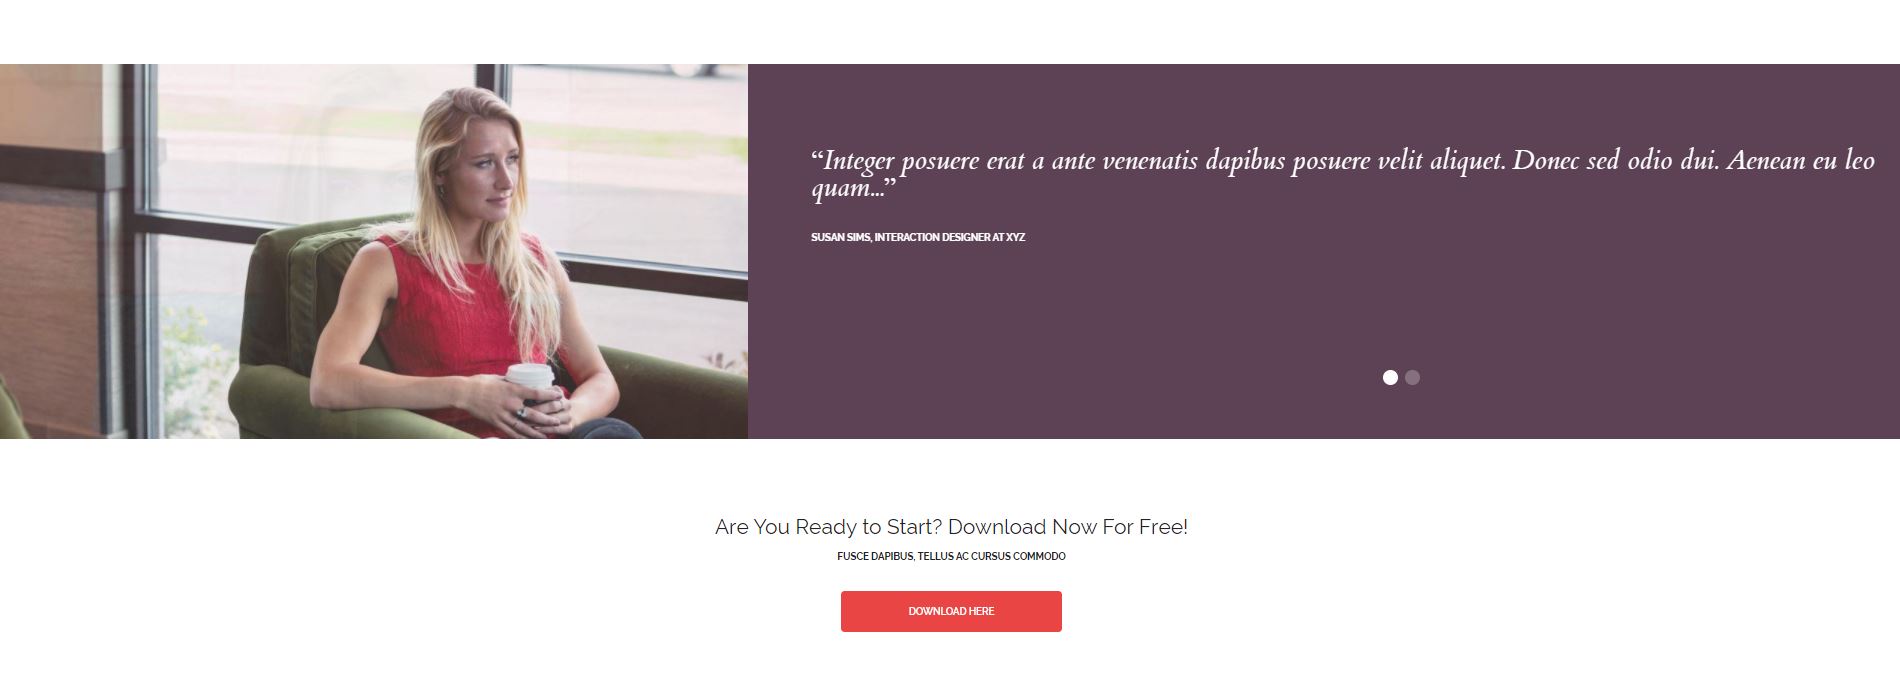 “Integer posuere erat a ante venenatis dapibus posuere velit aliquet. Donec sed odio dui. Aenean eu leo
quam...”
SUSAN SIMS, INTERACTION DESIGNER AT XYZ
Are You Ready to Start? Download Now For Free!
FUSCE DAPIBUS, TELLUS AC CURSUS COMMODO
DOWNLOAD HERE